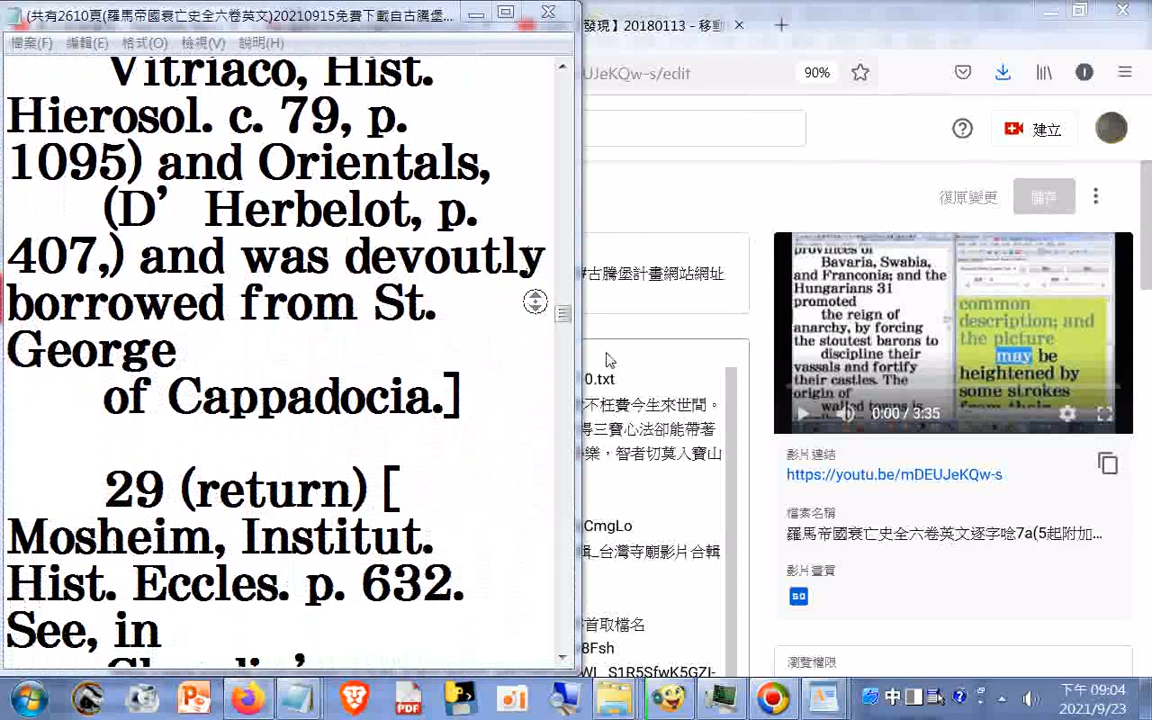 (共有2610頁(羅馬帝國衰亡史全六卷英文)20210915免費下載自古騰堡...
檔案(F) 編輯(E) 格式(O) 檢視(V) 說明(H)
Vitriaco, Hist.
Hierosol. c. 79, p.
1095) and Orientals,
(D’ Herbelot, p.
407,) and was devoutly
borrowed from St.
George
of Cappadocia.]
29 (return) [
Mosheim, Institut.
Hist. Eccles. p. 632.
See, in
發現】20180113 - 移動
UJeKQw-s/edit
90%
建立
復原變更
儲存
#古騰堡計畫網站網址
0.txt
不枉費今生來世間。
得三寶心法卻能帶著
樂，智者切莫入寶山
CmgLo
輯_台灣寺廟影片合輯
首取檔名
8Fsh
WI_S1R5SfwK5GZI-
provinces of
Bavaria, Swabia,
and Franconia; and the
Hungarians 31
promoted
the reign of
anarchy, by forcing
the stoutest barons to
discipline their
vassals and fortify
their castles. The
origin of
walled towns is
common
description; and
the picture
may be
heightened by
some strokes
from their
0:00 / 3:35
影片連結
https://youtu.be/mDEUJeKQw-s
檔案名稱
羅馬帝國衰亡史全六卷英文逐字唸7a(5起附加...
影片畫質
SD
瀏覽權限
中
下午 09:04
2021/9/23